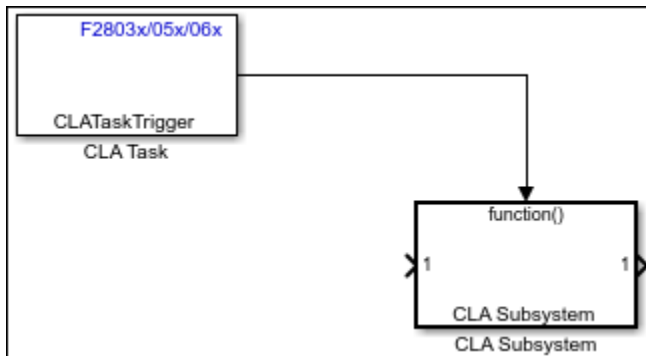 F2803x/05x/06x
CLATaskTrigger
CLA Task
function()
1
1
CLA Subsystem
CLA Subsystem